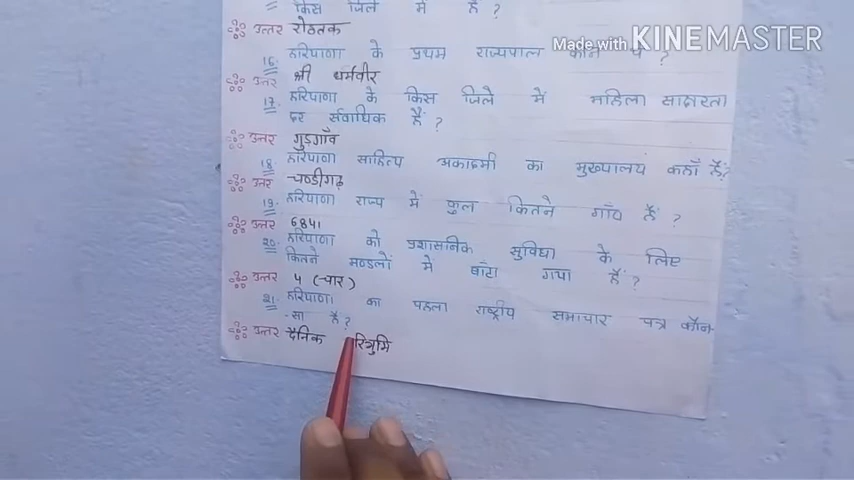 किस जिले में है ?
उत्तर रोहतक
16. हरियाणा के प्रथम राज्यपाल कौन थे ?
उत्तर श्री धर्मवीर
17. हरियाणा के किस जिले में महिला साक्षरता
दर सर्वाधिक हैं ?
उत्तर गुड़गाँव
18. हरियाणा साहित्य अकादमी का मुख्यालय कहाँ हैं ?
उत्तर चण्डीगढ़
19. हरियाणा राज्य में कुल कितने गाँव हैं ?
उत्तर 6841
20. हरियाणा को प्रशासनिक सुविधा के लिए
कितने मण्डलों में बाँटा गया हैं ?
उत्तर 4 (चार)
21. हरियाणा का पहला राष्ट्रीय समाचार पत्र कौन-
-सा है ?
उत्तर दैनिक
Made with KINEMASTER